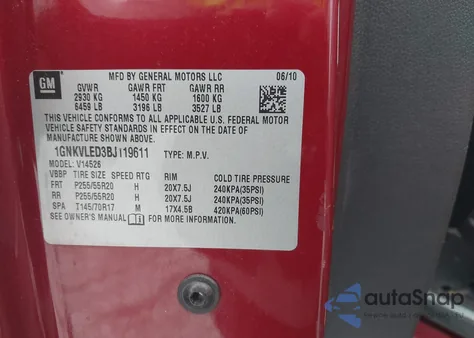 GM
MFD BY GENERAL MOTORS LLC 06/10
GVWR GAWR FRT GAWR RR
2930 KG 1450 KG 1600 KG
6459 LB 3196 LB 3527 LB
THIS VEHICLE CONFORMS TO ALL APPLICABLE U.S. FEDERAL MOTOR
VEHICLE SAFETY STANDARDS IN EFFECT ON THE DATE OF
MANUFACTURE SHOWN ABOVE.
1GNKVLED3BJ119611 TYPE: M.P.V.
MODEL: V14526
VBBP TIRE SIZE SPEED RTG RIM COLD TIRE PRESSURE
FRT P255/55R20 H 20X7.5J 240KPA(35PSI)
RR P255/55R20 H 20X7.5J 240KPA(35PSI)
SPA T145/70R17 M 17X4.5B 420KPA(60PSI)
SEE OWNER'S MANUAL FOR MORE INFORMATION.
autoSnap